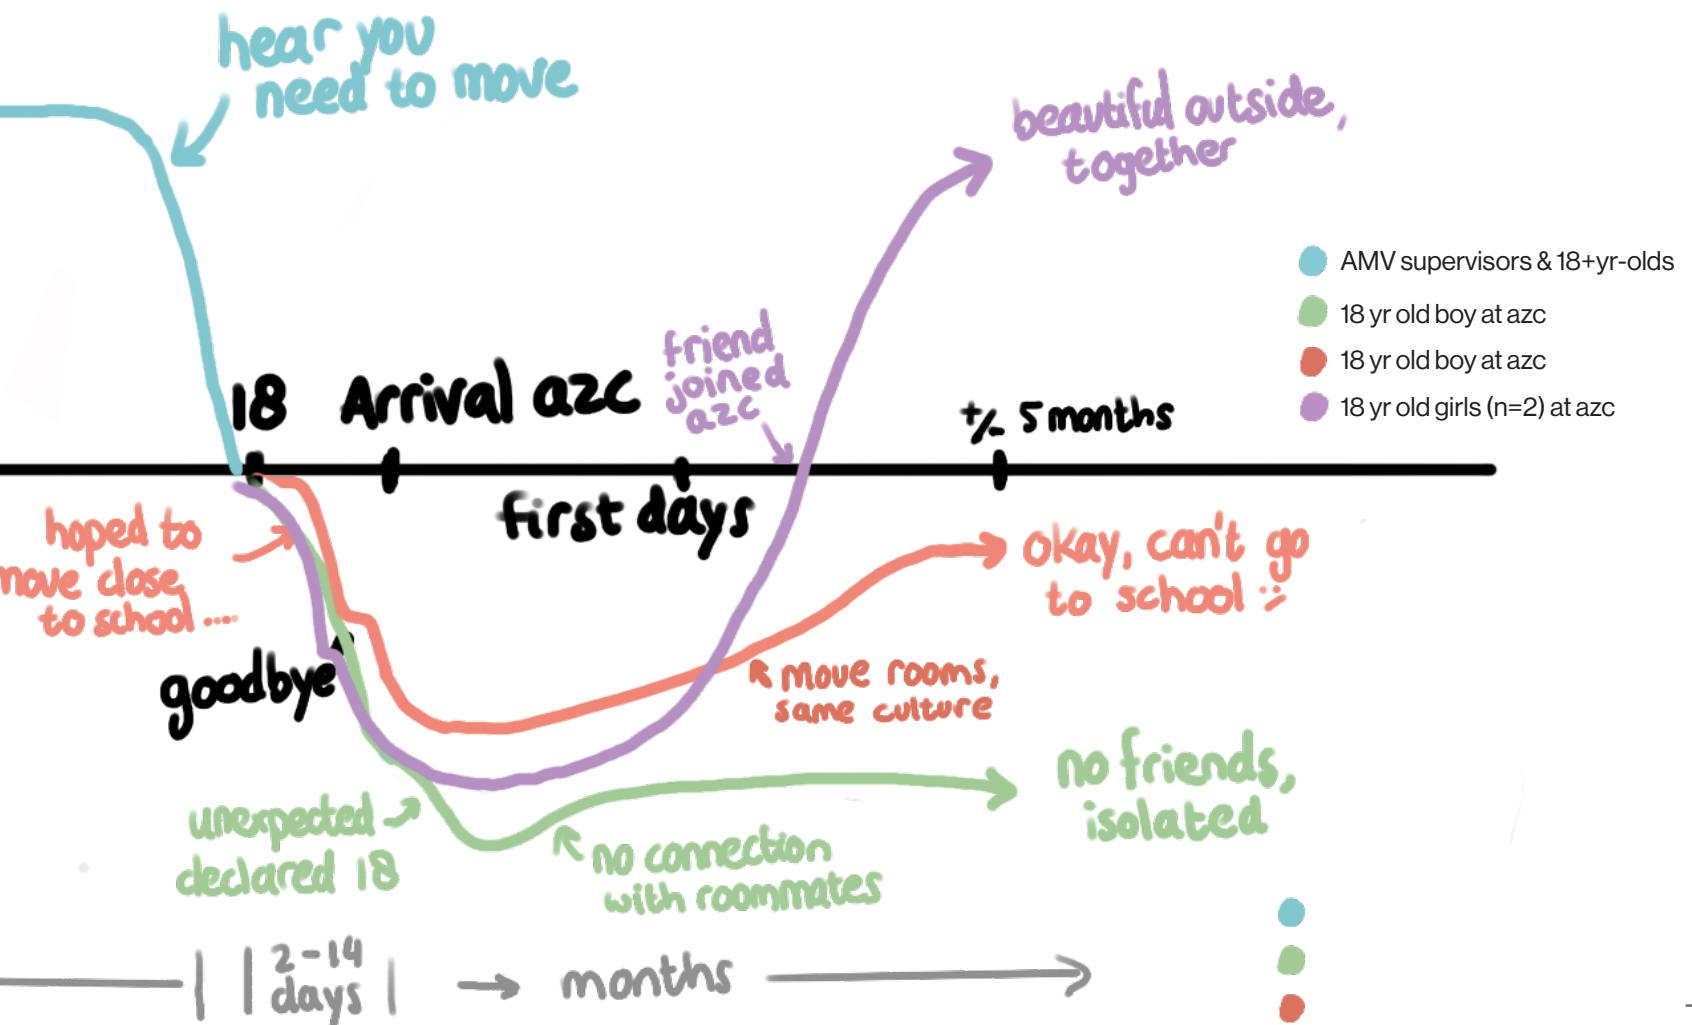 hear you
need to move
beautiful outside,
together
AMV supervisors & 18+yr-olds
18 yr old boy at azc
18 yr old boy at azc
18 yr old girls (n=2) at azc
friend
joined
azc
18
Arrival azc
+/- 5 months
first days
hoped to
move close
to school ....
okay, can't go
to school :/
goodbye
move rooms,
same culture
no friends,
isolated
unexpected
declared 18
no connection
with roommates
2-14
days
months